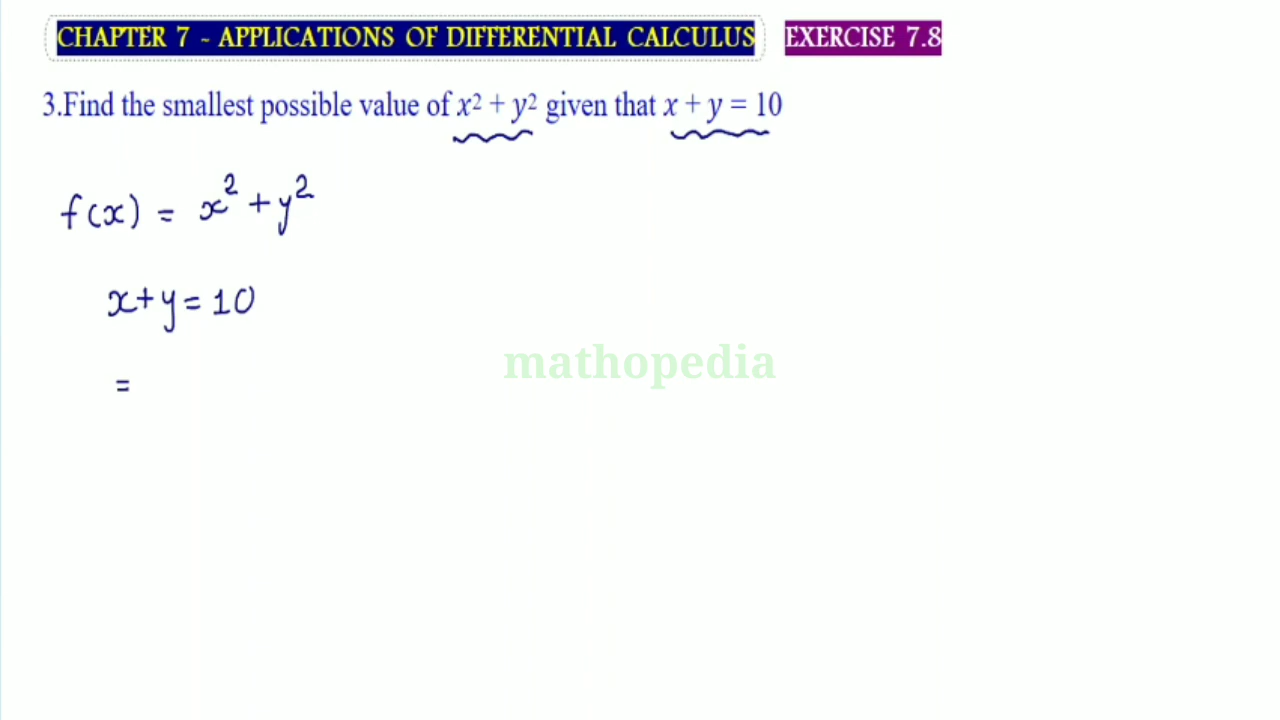 CHAPTER 7 - APPLICATIONS OF DIFFERENTIAL CALCULUS EXERCISE 7.8
3.Find the smallest possible value of x² + y² given that x + y = 10
f(x) = x² + y²
x+y = 10
mathopedia
=